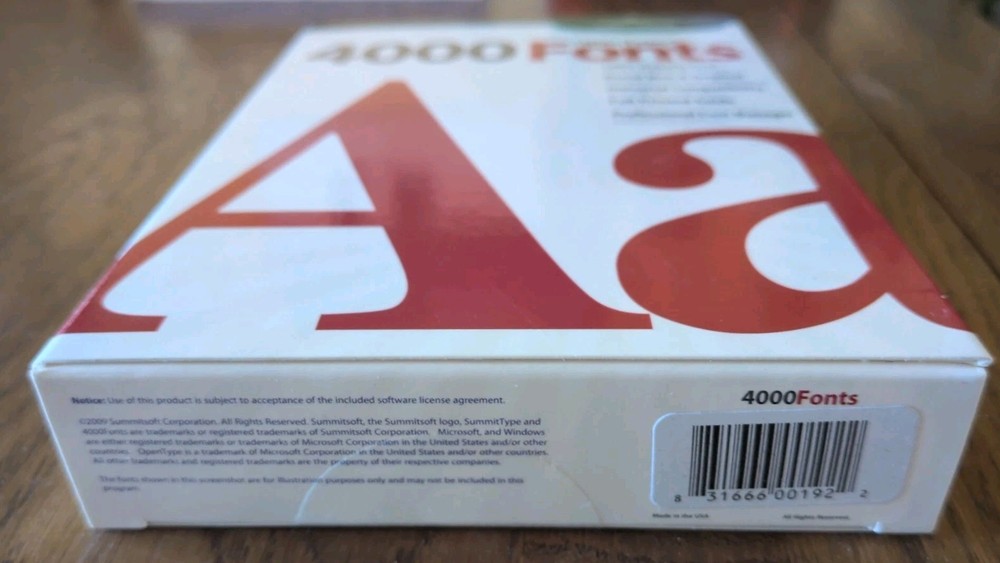 4000 Fonts
Professional Font Manager
Aa
Notice: Use of this product is subject to acceptance of the included software license agreement.
4000Fonts
©2009 Summitsoft Corporation. All Rights Reserved. Summitsoft, the Summitsoft logo, SummitType and
4000Fonts are trademarks or registered trademarks of Summitsoft Corporation. Microsoft, and Windows
are either registered trademarks or trademarks of Microsoft Corporation in the United States and/or other
countries. OpenType is a trademark of Microsoft Corporation in the United States and/or other countries.
All other trademarks and registered trademarks are the property of their respective companies.
The fonts shown in this screenshot are for illustration purposes only and may not be included in this
program.
8 31666 00192 2
Made in the USA
All Rights Reserved.